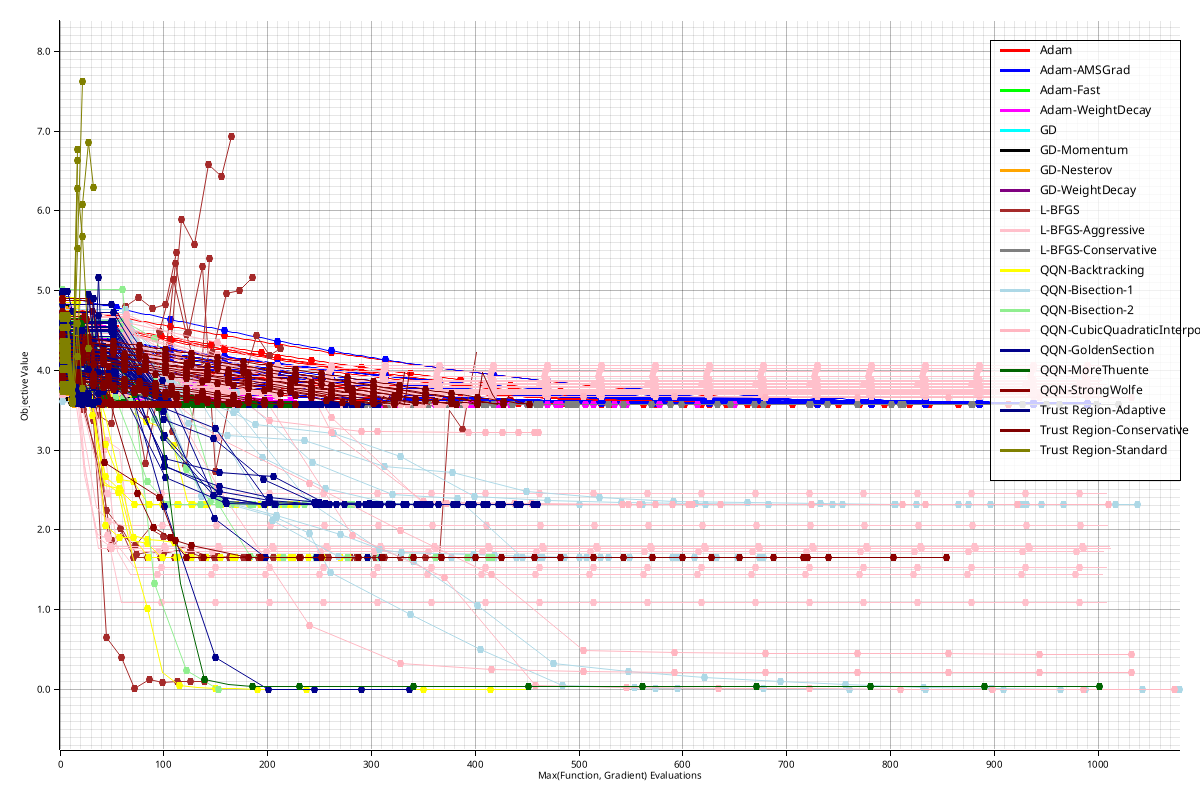 8.0
7.0
6.0
5.0
4.0
3.0
2.0
1.0
0.0
Objective Value
0 100 200 300 400 500 600 700 800 900 1000
Max(Function, Gradient) Evaluations
Adam
Adam-AMSGrad
Adam-Fast
Adam-WeightDecay
GD
GD-Momentum
GD-Nesterov
GD-WeightDecay
L-BFGS
L-BFGS-Aggressive
L-BFGS-Conservative
QQN-Backtracking
QQN-Bisection-1
QQN-Bisection-2
QQN-CubicQuadraticInterpo
QQN-GoldenSection
QQN-MoreThuente
QQN-StrongWolfe
Trust Region-Adaptive
Trust Region-Conservative
Trust Region-Standard